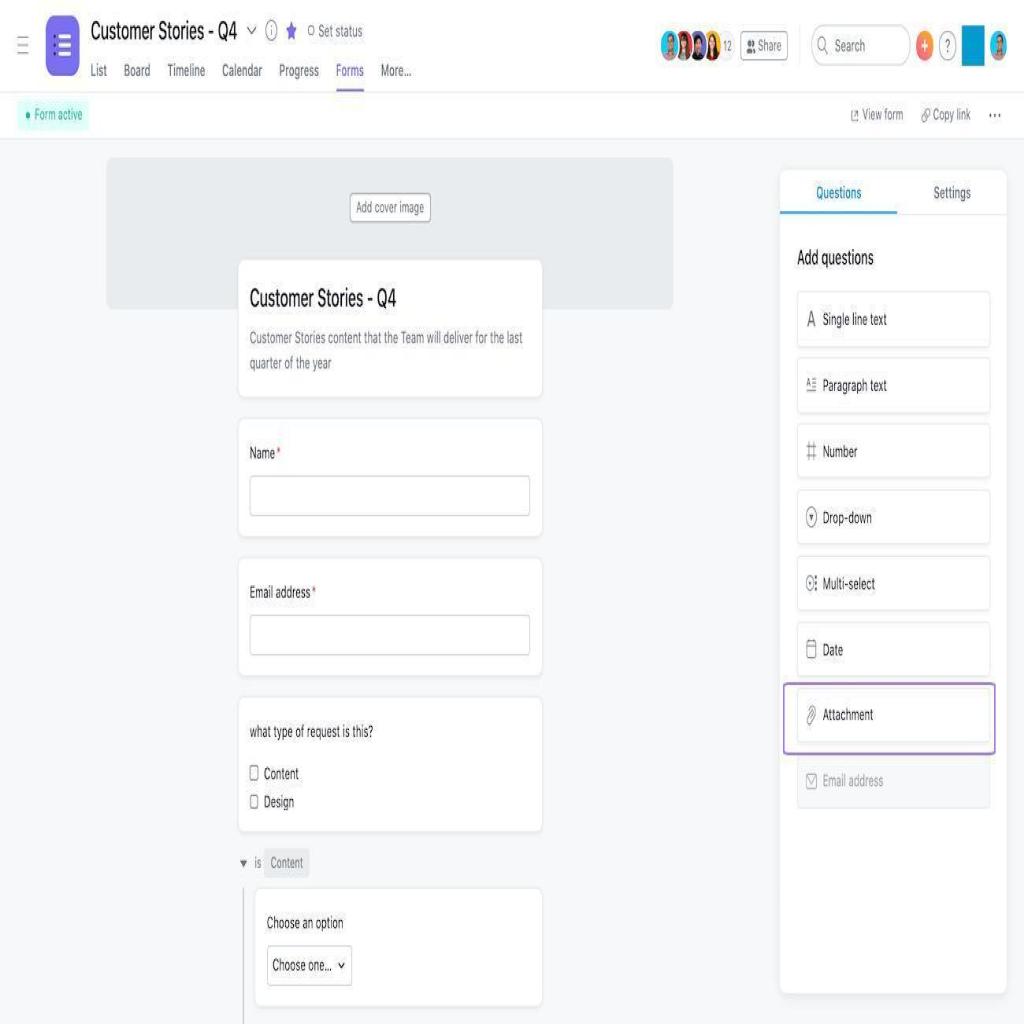 Customer Stories - Q4
Set status
List Board Timeline Calendar Progress Forms More...
12
Share
Search
?
Form active
View form
Copy link
Add cover image
Customer Stories - Q4
Customer Stories content that the Team will deliver for the last
quarter of the year
Name*
Email address*
what type of request is this?
Content
Design
is Content
Choose an option
Choose one...
Questions Settings
Add questions
Single line text
Paragraph text
Number
Drop-down
Multi-select
Date
Attachment
Email address